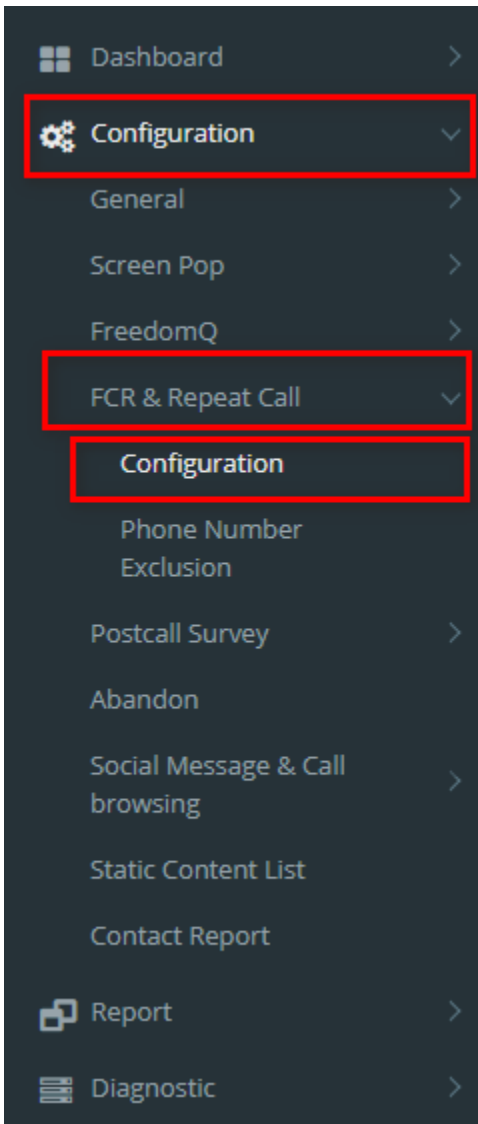 Dashboard
Configuration
General
Screen Pop
FreedomQ
FCR & Repeat Call
Configuration
Phone Number
Exclusion
Postcall Survey
Abandon
Social Message & Call
browsing
Static Content List
Contact Report
Report
Diagnostic